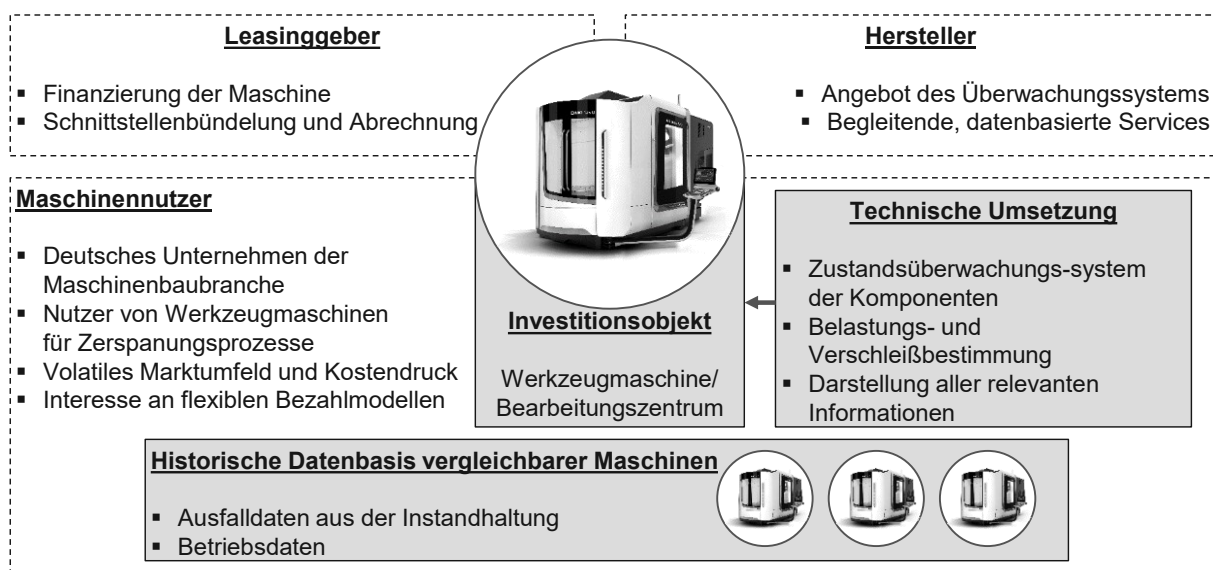 Leasinggeber
▪ Finanzierung der Maschine
▪ Schnittstellenbündelung und Abrechnung
Hersteller
▪ Angebot des Überwachungssystems
▪ Begleitende, datenbasierte Services
Maschinennutzer
▪ Deutsches Unternehmen der
Maschinenbaubranche
▪ Nutzer von Werkzeugmaschinen
für Zerspanungsprozesse
▪ Volatiles Marktumfeld und Kostendruck
▪ Interesse an flexiblen Bezahlmodellen
Investitionsobjekt
Werkzeugmaschine/
Bearbeitungszentrum
Technische Umsetzung
▪ Zustandsüberwachungs-system
der Komponenten
▪ Belastungs- und
Verschleißbestimmung
▪ Darstellung aller relevanten
Informationen
Historische Datenbasis vergleichbarer Maschinen
▪ Ausfalldaten aus der Instandhaltung
▪ Betriebsdaten